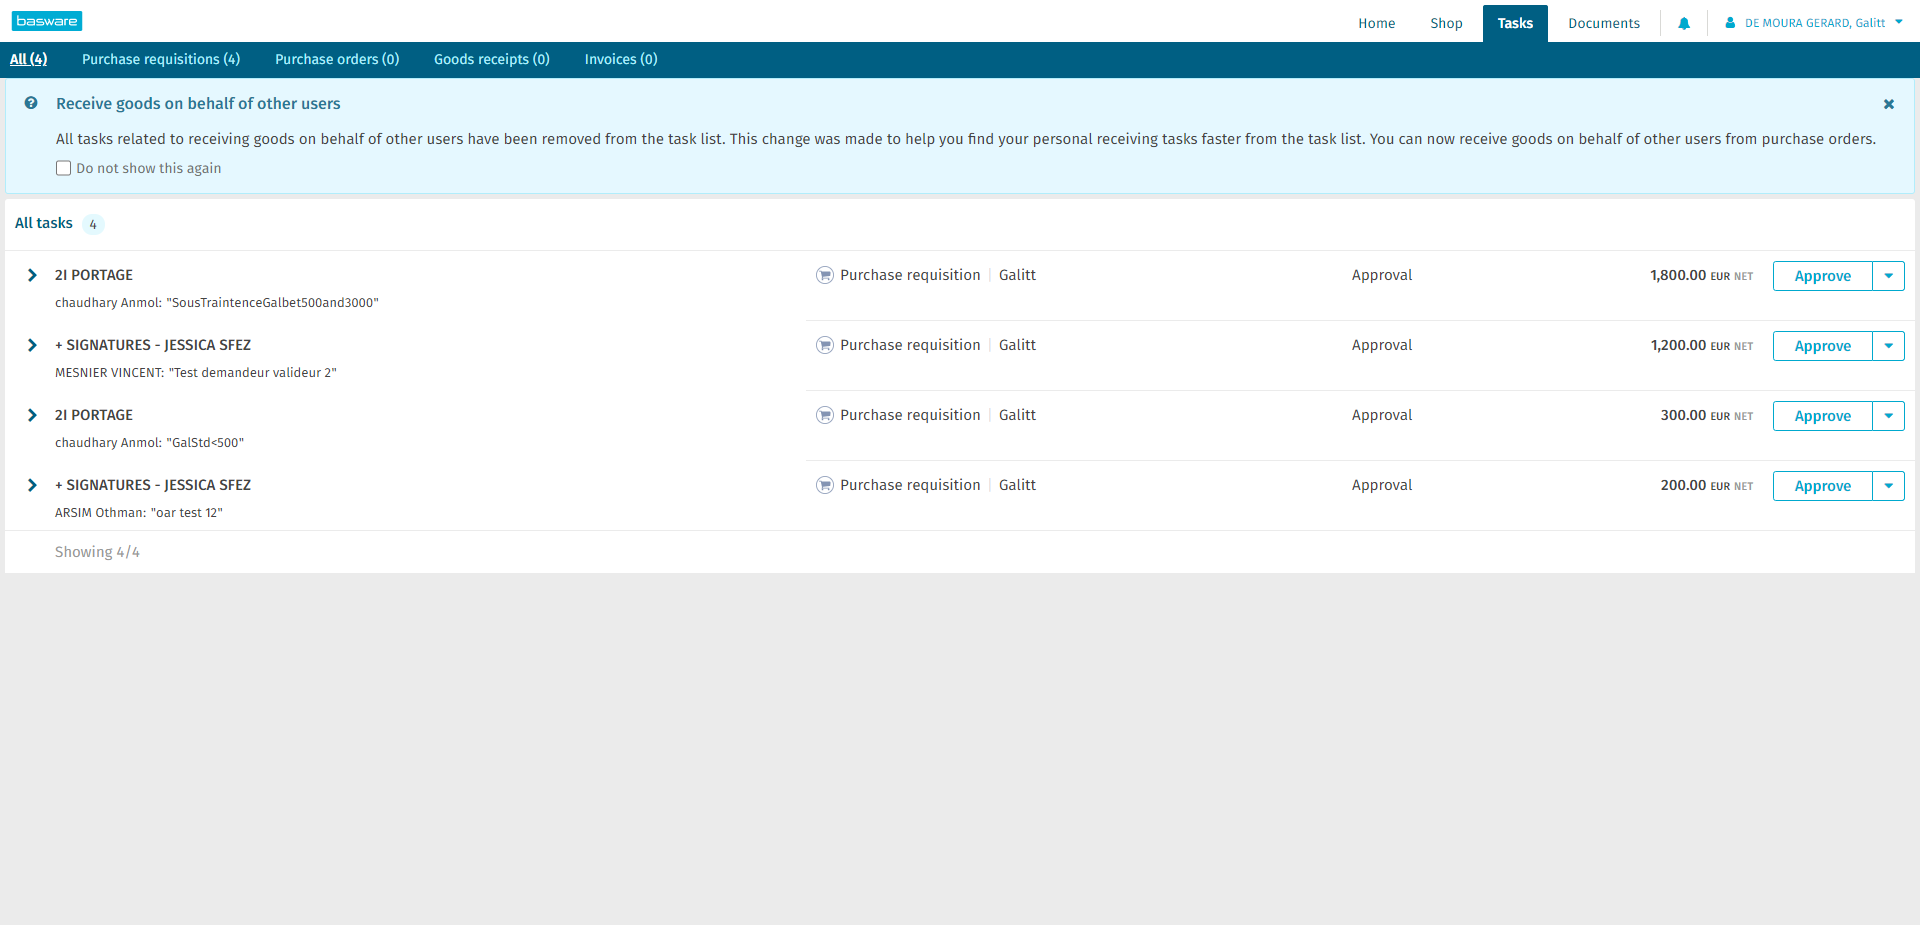 basware
Home Shop Tasks Documents DE MOURA GERARD, Galitt
All (4) Purchase requisitions (4) Purchase orders (0) Goods receipts (0) Invoices (0)
Receive goods on behalf of other users
All tasks related to receiving goods on behalf of other users have been removed from the task list. This change was made to help you find your personal receiving tasks faster from the task list. You can now receive goods on behalf of other users from purchase orders.
Do not show this again
All tasks 4
2I PORTAGE Purchase requisition Galitt Approval 1,800.00 EUR NET Approve
chaudhary Anmol: "SousTraintenceGalbet500and3000"
+ SIGNATURES - JESSICA SFEZ Purchase requisition Galitt Approval 1,200.00 EUR NET Approve
MESNIER VINCENT: "Test demandeur valideur 2"
2I PORTAGE Purchase requisition Galitt Approval 300.00 EUR NET Approve
chaudhary Anmol: "GalStd<500"
+ SIGNATURES - JESSICA SFEZ Purchase requisition Galitt Approval 200.00 EUR NET Approve
ARSIM Othman: "oar test 12"
Showing 4/4